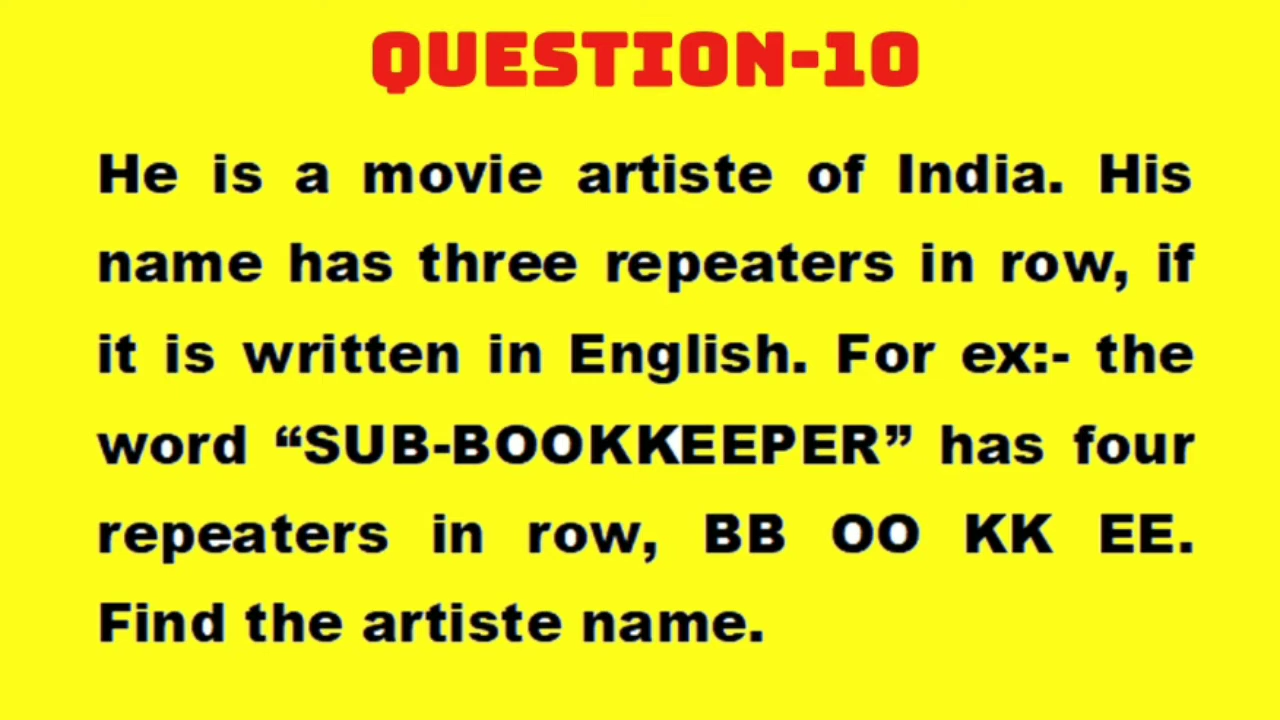 QUESTION-10
He is a movie artiste of India. His
name has three repeaters in row, if
it is written in English. For ex:- the
word “SUB-BOOKKEEPER” has four
repeaters in row, BB OO KK EE.
Find the artiste name.